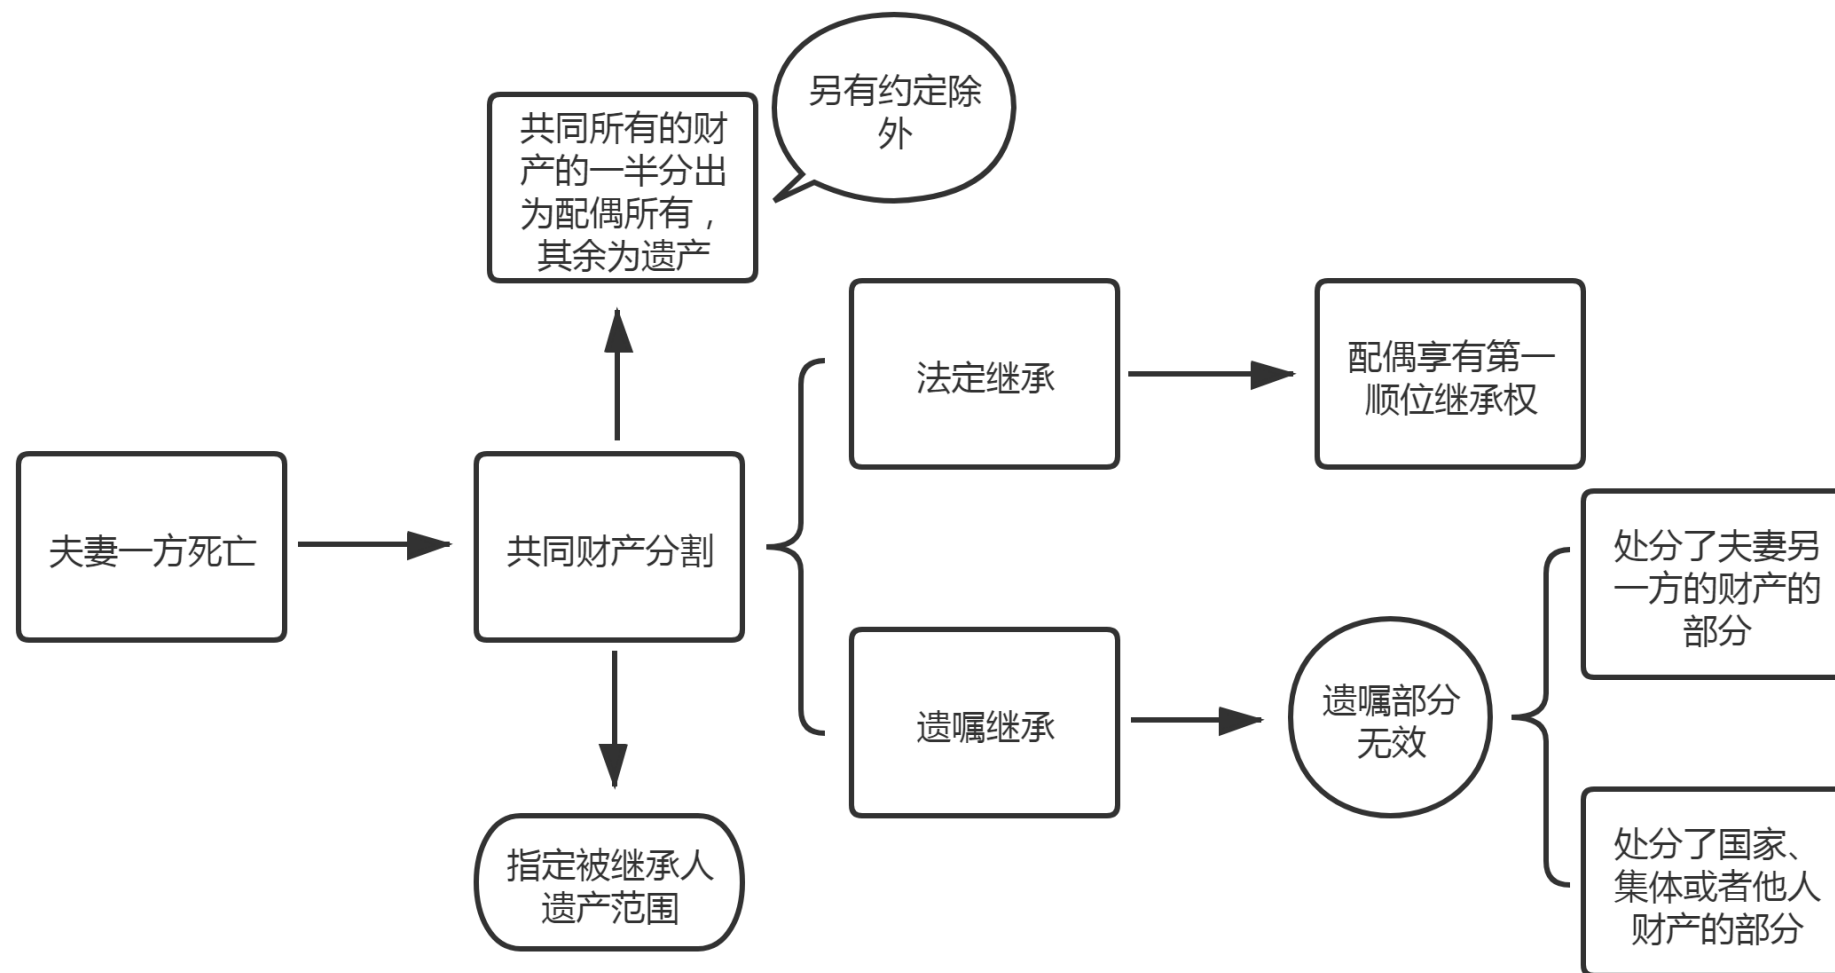 另有约定除
外
共同所有的财
产的一半分出
为配偶所有，
其余为遗产
法定继承
配偶享有第一
顺位继承权
夫妻一方死亡
共同财产分割
处分了夫妻另
一方的财产的
部分
遗嘱继承
遗嘱部分
无效
指定被继承人
遗产范围
处分了国家、
集体或者他人
财产的部分